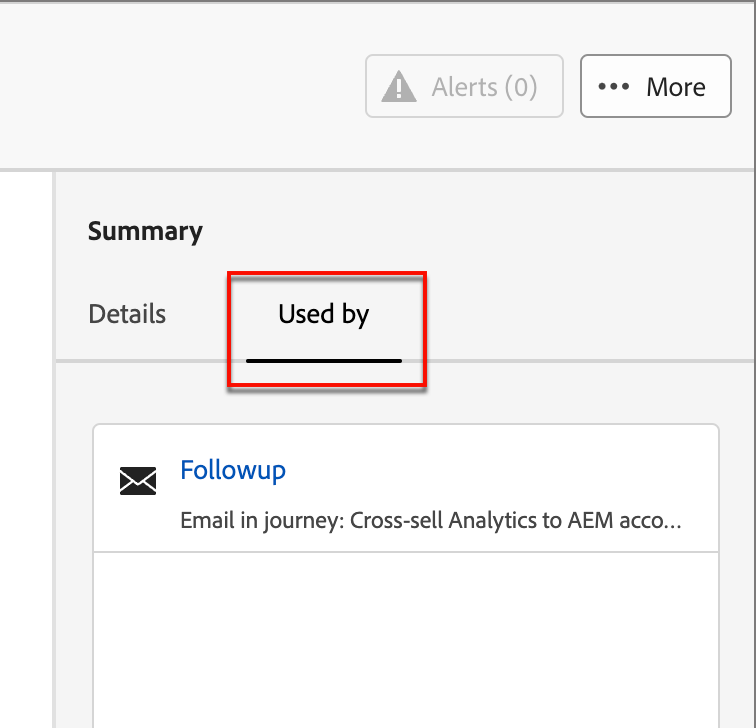 Alerts (0)
More
Summary
Details
Used by
Followup
Email in journey: Cross-sell Analytics to AEM acco...